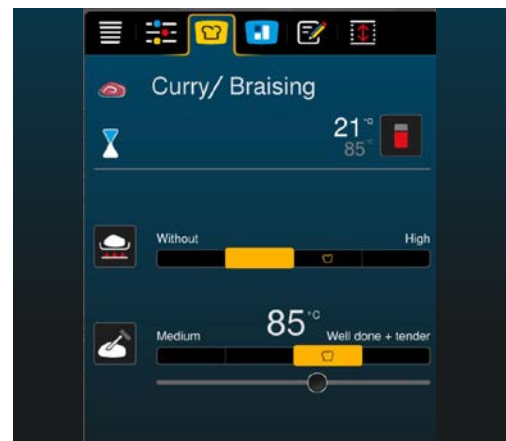 Curry/ Braising
21°C
85°C
Without High
85°C
Medium Well done + tender